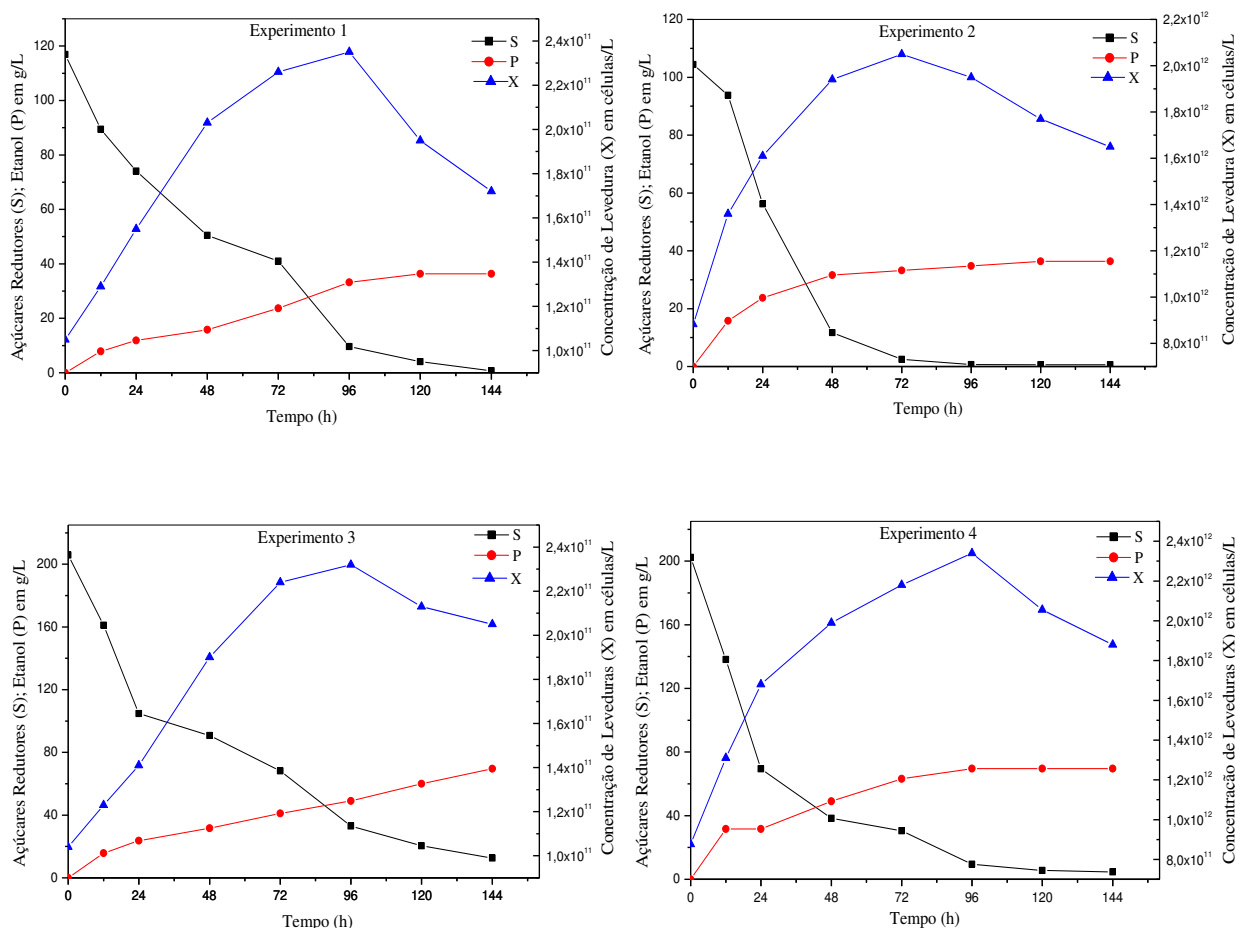 Experimento 1
S
P
X
Açúcares Redutores (S); Etanol (P) em g/L
120
100
80
60
40
20
0
2,4x10¹¹
2,2x10¹¹
2,0x10¹¹
1,8x10¹¹
1,6x10¹¹
1,4x10¹¹
1,2x10¹¹
1,0x10¹¹
Concentração de Levedura (X) em células/L
0 24 48 72 96 120 144
Tempo (h)
Experimento 2
S
P
X
Açúcares Redutores (S); Etanol (P) em g/L
120
100
80
60
40
20
0
2,2x10¹²
2,0x10¹²
1,8x10¹²
1,6x10¹²
1,4x10¹²
1,2x10¹²
1,0x10¹²
8,0x10¹¹
Concentração de Levedura (X) em células/L
0 24 48 72 96 120 144
Tempo (h)
Experimento 3
S
P
X
Açúcares Redutores (S); Etanol (P) em g/L
200
160
120
80
40
0
2,4x10¹¹
2,2x10¹¹
2,0x10¹¹
1,8x10¹¹
1,6x10¹¹
1,4x10¹¹
1,2x10¹¹
1,0x10¹¹
Conentração de Leveduras (X) em células/L
0 24 48 72 96 120 144
Tempo (h)
Experimento 4
S
P
X
Açúcares Redutores (S); Etanol (P) em g/L
200
160
120
80
40
0
2,4x10¹²
2,2x10¹²
2,0x10¹²
1,8x10¹²
1,6x10¹²
1,4x10¹²
1,2x10¹²
1,0x10¹²
8,0x10¹¹
Concentracão de Leveduras (X) em células/L
0 24 48 72 96 120 144
Tempo (h)